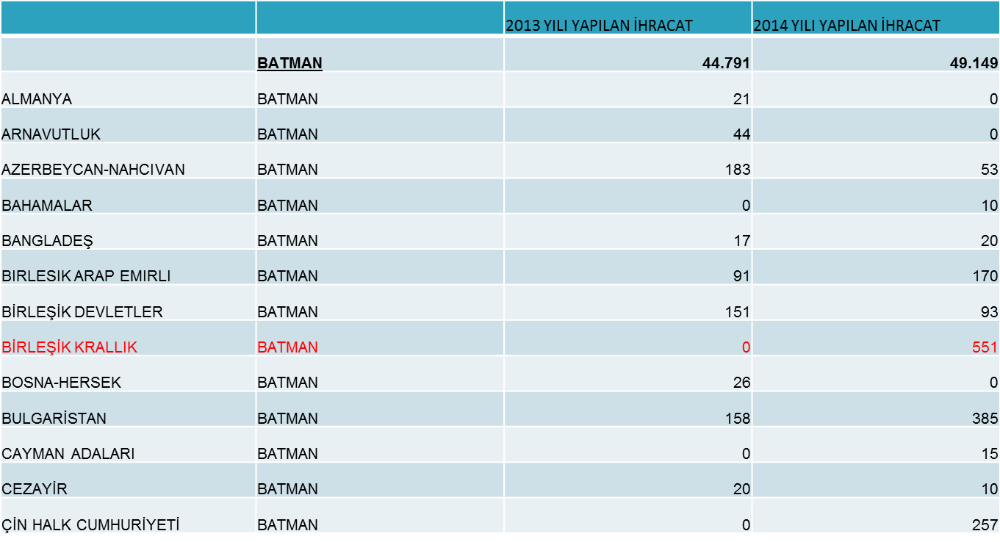 2013 YILI YAPILAN İHRACAT 2014 YILI YAPILAN İHRACAT
BATMAN 44.791 49.149
ALMANYA BATMAN 21 0
ARNAVUTLUK BATMAN 44 0
AZERBEYCAN-NAHCIVAN BATMAN 183 53
BAHAMALAR BATMAN 0 10
BANGLADEŞ BATMAN 17 20
BIRLESIK ARAP EMIRLI BATMAN 91 170
BİRLEŞİK DEVLETLER BATMAN 151 93
BİRLEŞİK KRALLIK BATMAN 0 551
BOSNA-HERSEK BATMAN 26 0
BULGARİSTAN BATMAN 158 385
CAYMAN ADALARI BATMAN 0 15
CEZAYİR BATMAN 20 10
ÇİN HALK CUMHURİYETİ BATMAN 0 257